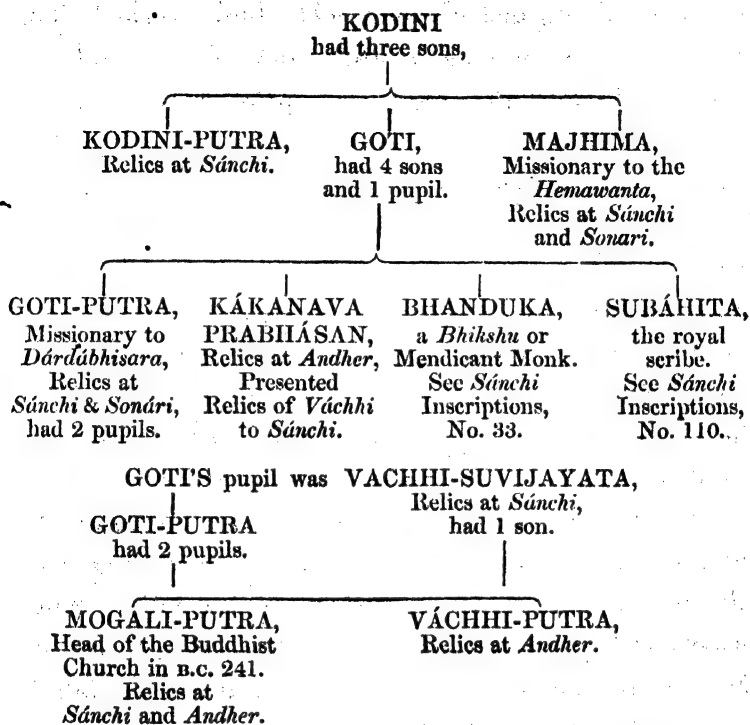 KODINI
had three sons,
KODINI-PUTRA,
Relics at Sánchi.
GOTI,
had 4 sons
and 1 pupil.
MAJHIMA,
Missionary to the
Hemawanta,
Relics at Sánchi
and Sonari.
GOTI-PUTRA,
Missionary to
Dárdúbhisara,
Relics at
Sánchi & Sonári,
had 2 pupils.
KÁKANAVA
PRABHÁSAN,
Relics at Andher,
Presented
Relics of Váchhi
to Sánchi.
BHANDUKA,
a Bhikshu or
Mendicant Monk.
See Sánchi
Inscriptions,
No. 33.
SUBÁHITA,
the royal
scribe.
See Sánchi
Inscriptions,
No. 110.
GOTI'S pupil was VACHHI-SUVIJAYATA,
Relics at Sánchi,
had 1 son.
GOTI-PUTRA
had 2 pupils.
MOGALI-PUTRA,
Head of the Buddhist
Church in B.C. 241.
Relics at
Sánchi and Andher.
VÁCHHI-PUTRA,
Relics at Andher.